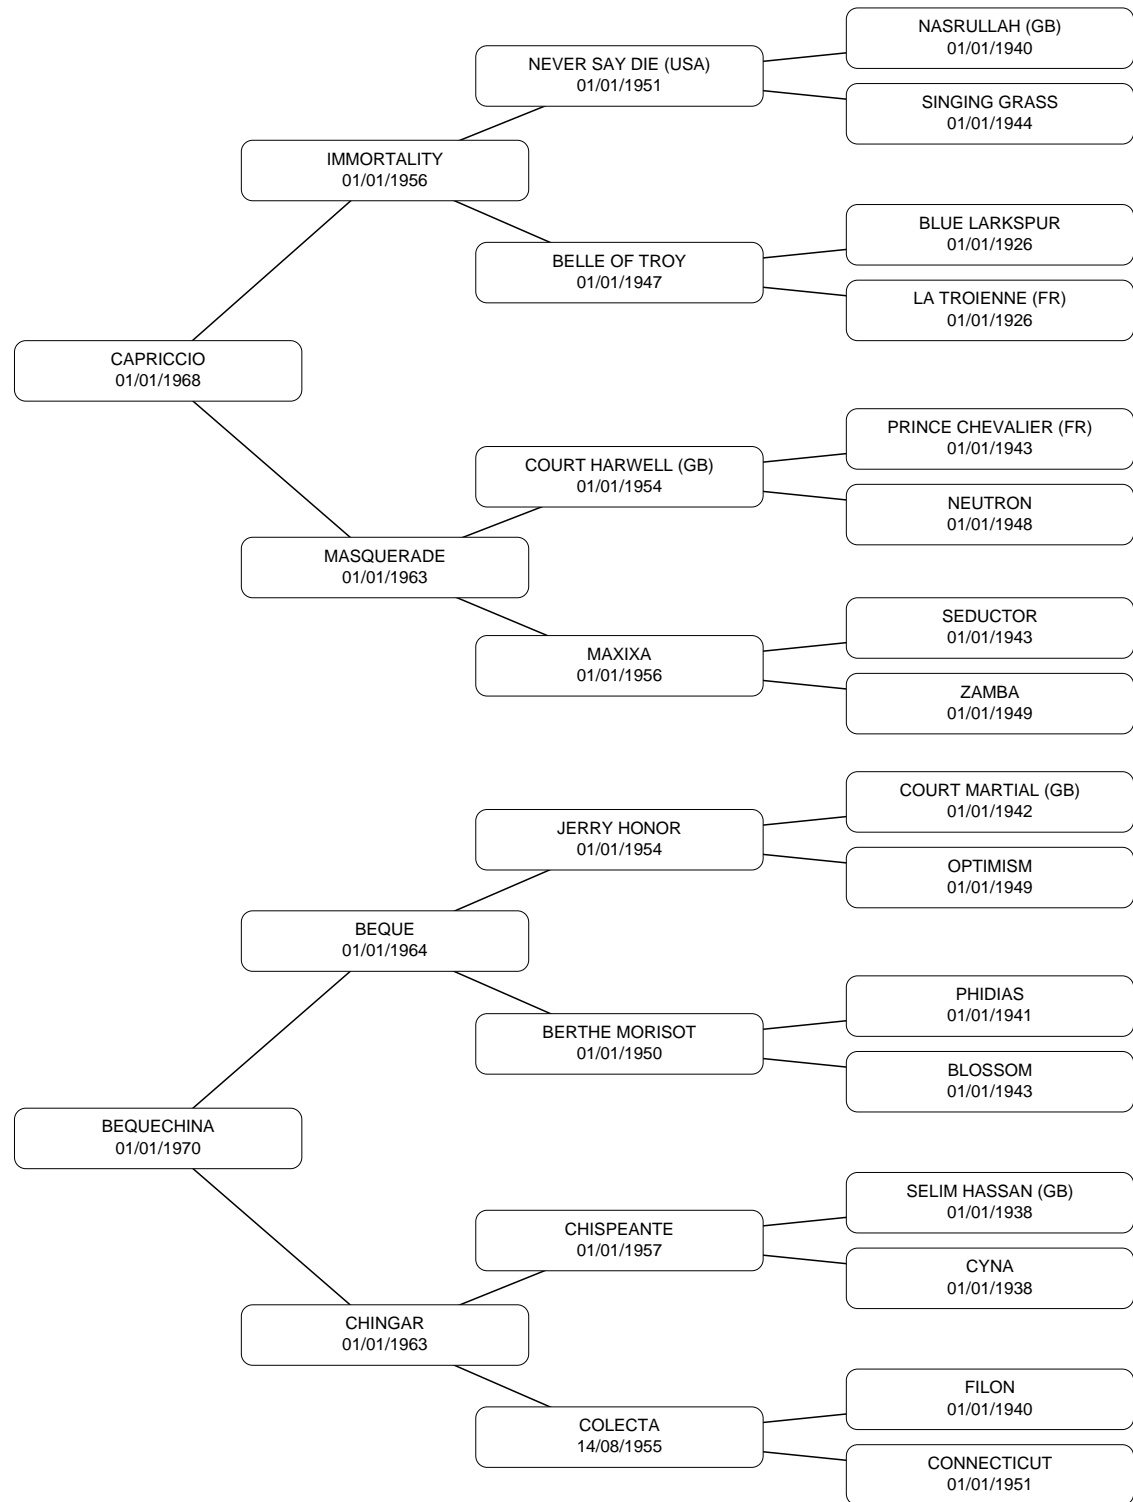 NASRULLAH (GB)
01/01/1940
NEVER SAY DIE (USA)
01/01/1951
SINGING GRASS
01/01/1944
IMMORTALITY
01/01/1956
BLUE LARKSPUR
01/01/1926
BELLE OF TROY
01/01/1947
LA TROIENNE (FR)
01/01/1926
CAPRICCIO
01/01/1968
PRINCE CHEVALIER (FR)
01/01/1943
COURT HARWELL (GB)
01/01/1954
NEUTRON
01/01/1948
MASQUERADE
01/01/1963
SEDUCTOR
01/01/1943
MAXIXA
01/01/1956
ZAMBA
01/01/1949
COURT MARTIAL (GB)
01/01/1942
JERRY HONOR
01/01/1954
OPTIMISM
01/01/1949
BEQUE
01/01/1964
PHIDIAS
01/01/1941
BERTHE MORISOT
01/01/1950
BLOSSOM
01/01/1943
BEQUECHINA
01/01/1970
SELIM HASSAN (GB)
01/01/1938
CHISPEANTE
01/01/1957
CYNA
01/01/1938
CHINGAR
01/01/1963
FILON
01/01/1940
COLECTA
14/08/1955
CONNECTICUT
01/01/1951